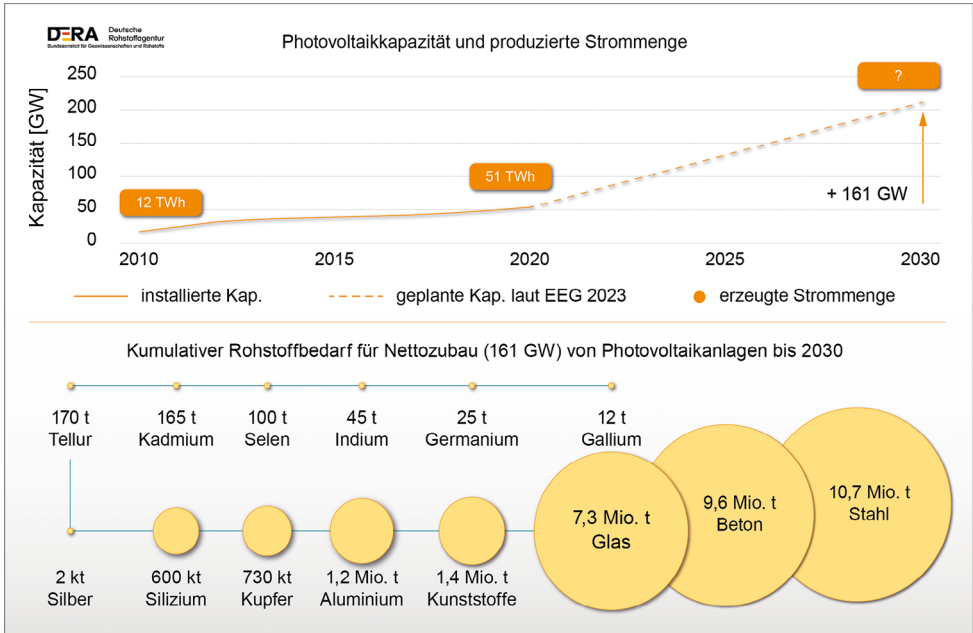 DERA Deutsche
Rohstoffagentur
Bundesanstalt für Geowissenschaften und Rohstoffe
Photovoltaikkapazität und produzierte Strommenge
Kapazität [GW]
250
200
150
100
50
0
12 TWh
51 TWh
?
+ 161 GW
2010
2015
2020
2025
2030
installierte Kap.
geplante Kap. laut EEG 2023
erzeugte Strommenge
Kumulativer Rohstoffbedarf für Nettozubau (161 GW) von Photovoltaikanlagen bis 2030
170 t
Tellur
165 t
Kadmium
100 t
Selen
45 t
Indium
25 t
Germanium
12 t
Gallium
2 kt
Silber
600 kt
Silizium
730 kt
Kupfer
1,2 Mio. t
Aluminium
1,4 Mio. t
Kunststoffe
7,3 Mio. t
Glas
9,6 Mio. t
Beton
10,7 Mio. t
Stahl